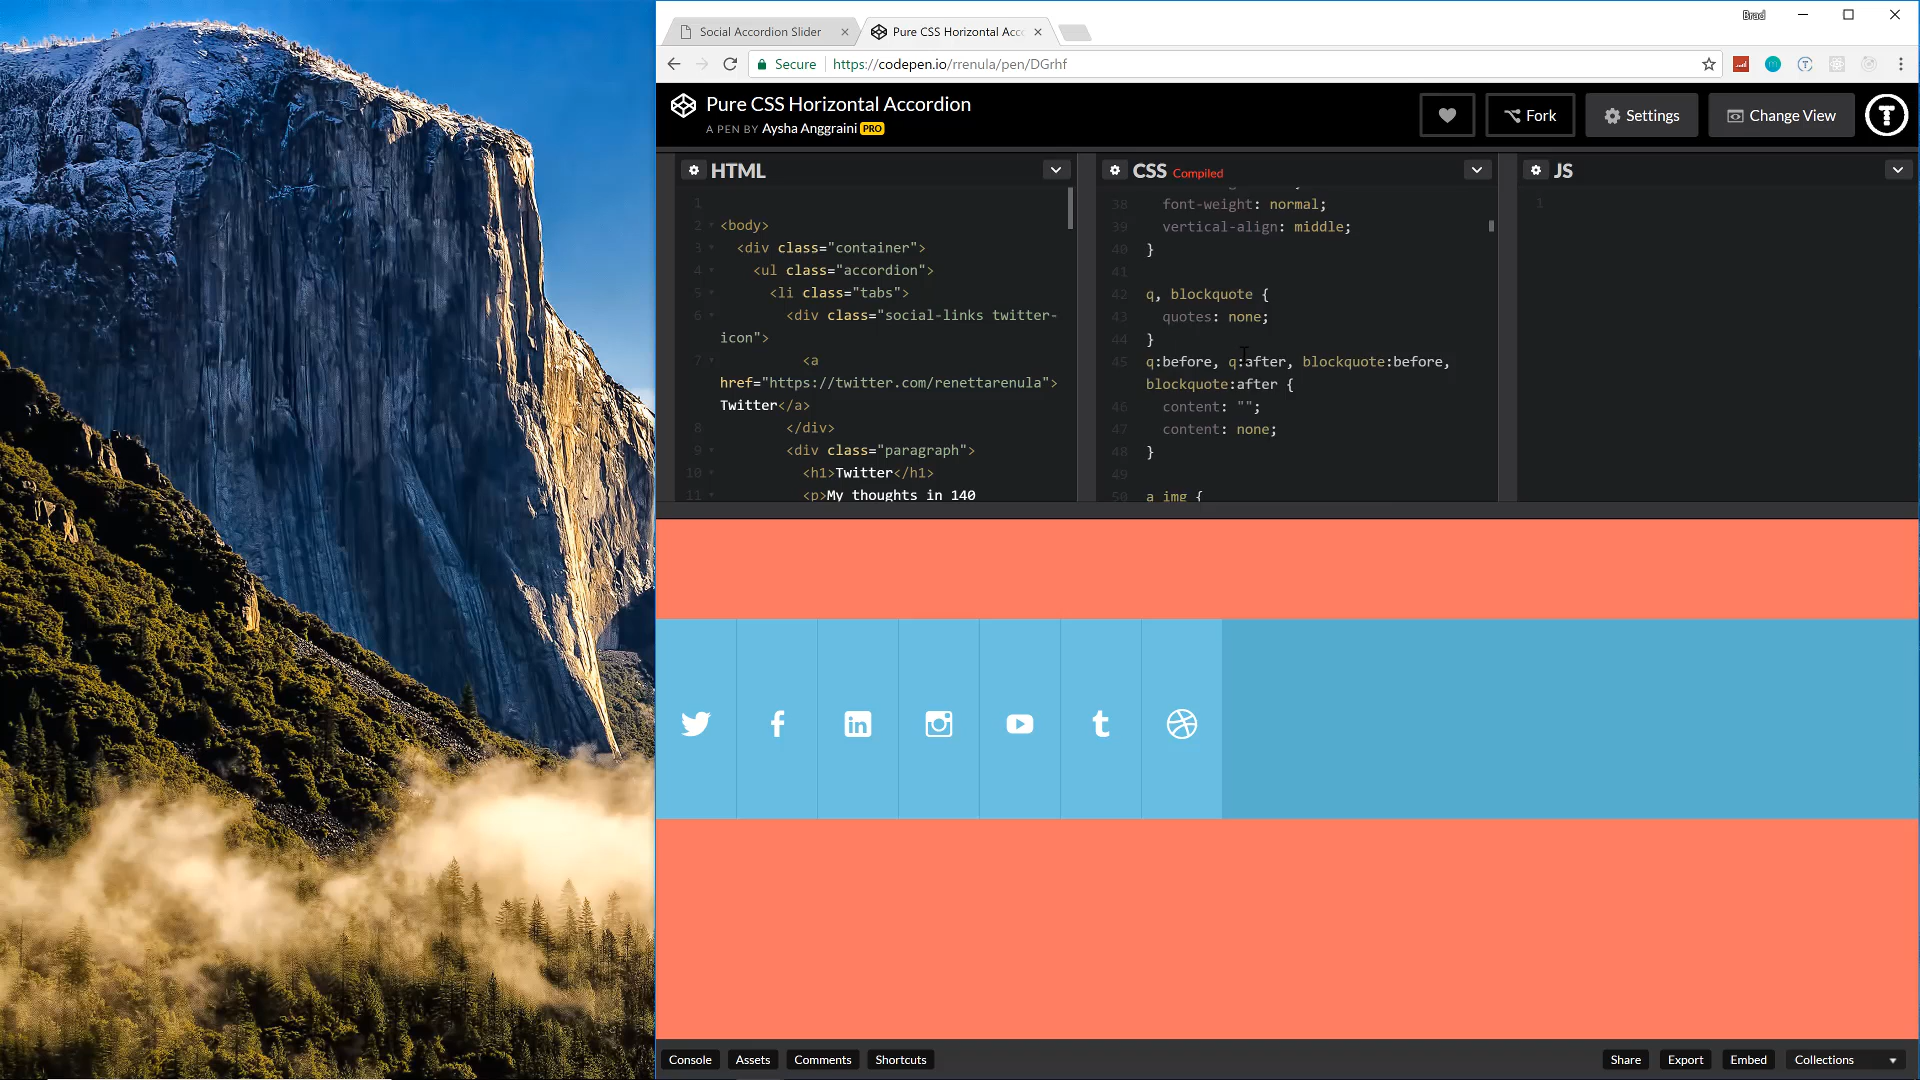 Brad
Social Accordion Slider
Pure CSS Horizontal Acc
Secure
https://codepen.io/rrenula/pen/DGrhf
Pure CSS Horizontal Accordion
A PEN BY Aysha Anggraini PRO
Fork
Settings
Change View
HTML
1
2 <body>
3 <div class="container">
4 <ul class="accordion">
5 <li class="tabs">
6 <div class="social-links twitter-
icon">
7 <a
href="https://twitter.com/renettarenula">
Twitter</a>
8 </div>
9 <div class="paragraph">
10 <h1>Twitter</h1>
11 <p>My thoughts in 140
CSS Compiled
38 font-weight: normal;
39 vertical-align: middle;
40 }
41
42 q, blockquote {
43 quotes: none;
44 }
45 q:before, q:after, blockquote:before,
blockquote:after {
46 content: "";
47 content: none;
48 }
49
50 a img {
JS
1
Console
Assets
Comments
Shortcuts
Share
Export
Embed
Collections